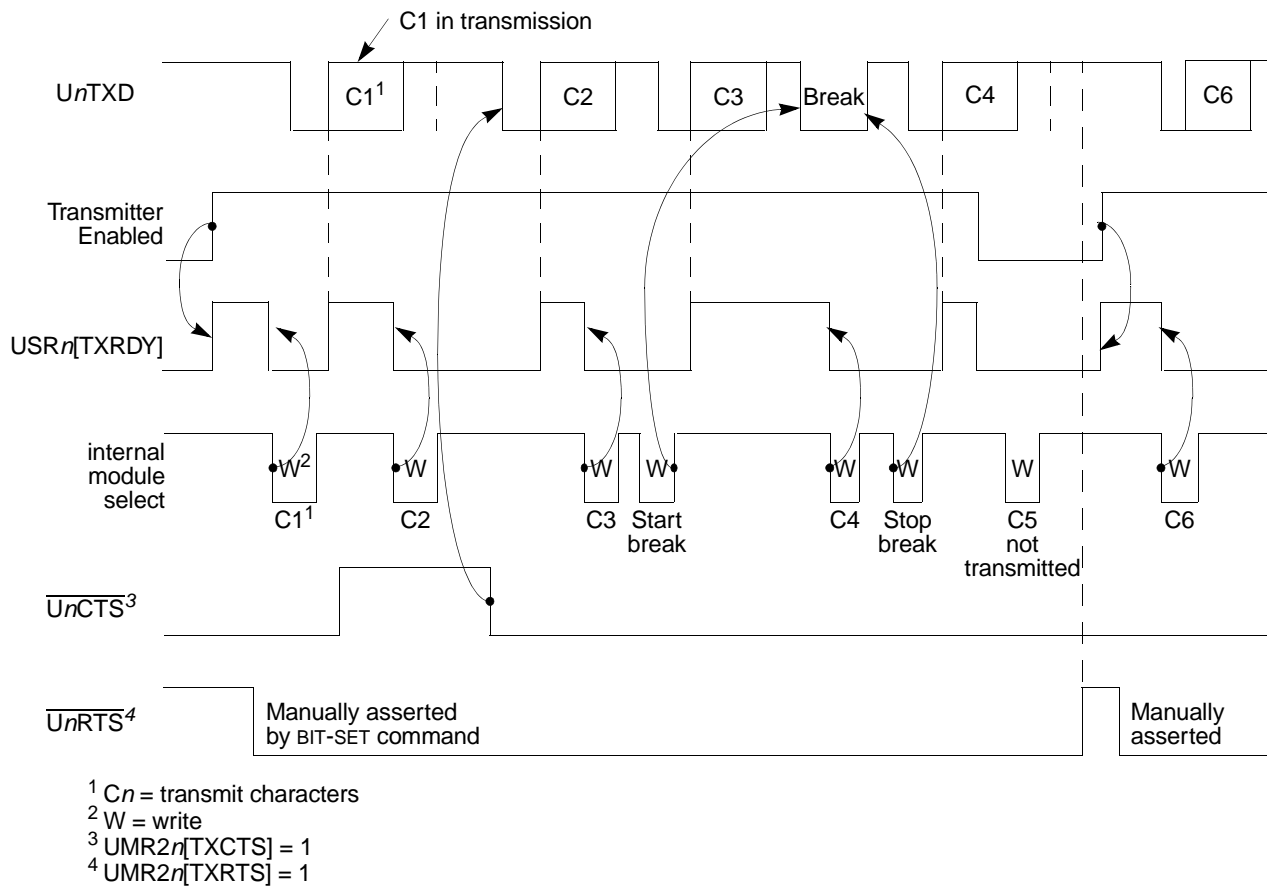 C1 in transmission
UnTXD
C1¹
C2
C3
Break
C4
C6
Transmitter
Enabled
USRn[TXRDY]
internal
module
select
W²
W
W
W
W
W
W
W
C1¹
C2
C3
Start
break
C4
Stop
break
C5
not
transmitted
C6
UnCTS³
UnRTS⁴
Manually asserted
by BIT-SET command
Manually
asserted
¹ Cn = transmit characters
² W = write
³ UMR2n[TXCTS] = 1
⁴ UMR2n[TXRTS] = 1